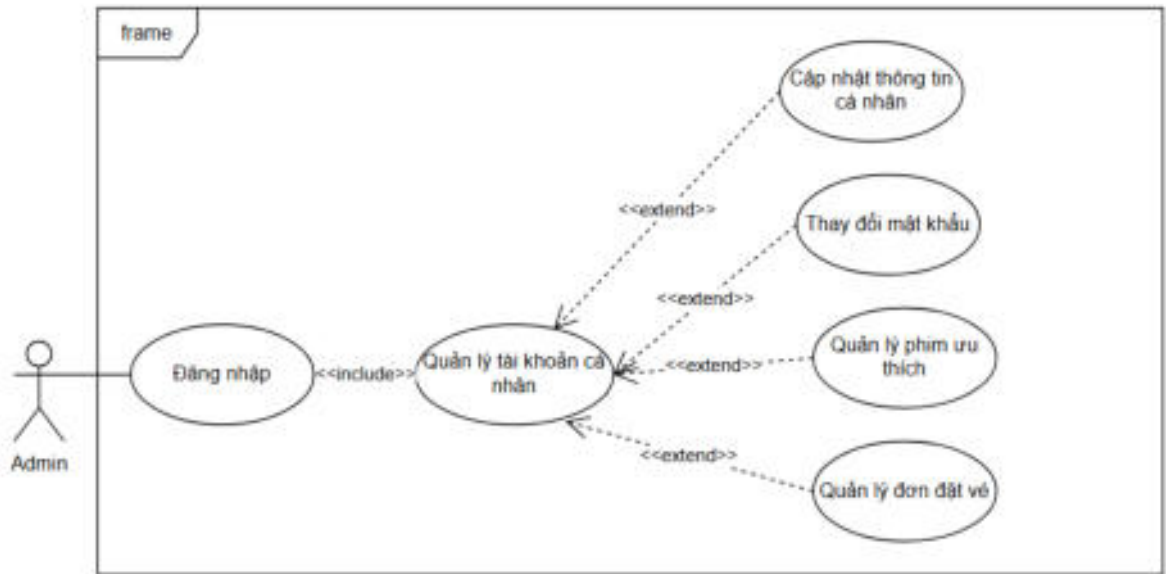 frame
Cập nhật thông tin
cá nhân
<<extend>>
Thay đổi mật khẩu
<<extend>>
Đăng nhập
<<include>>
Quản lý tài khoản cá
nhân
<<extend>>
Quản lý phim ưu
thích
Admin
<<extend>>
Quản lý đơn đặt vé